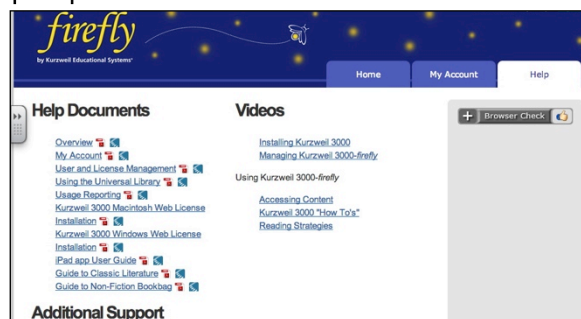 firefly
by Kurzweil Educational Systems®
Home
My Account
Help
Help Documents
Overview
My Account
User and License Management
Using the Universal Library
Usage Reporting
Kurzweil 3000 Macintosh Web License
Installation
Kurzweil 3000 Windows Web License
Installation
iPad app User Guide
Guide to Classic Literature
Guide to Non-Fiction Bookbag
Additional Support
Videos
Installing Kurzweil 3000
Managing Kurzweil 3000-firefly
Using Kurzweil 3000-firefly
Accessing Content
Kurzweil 3000 "How To's"
Reading Strategies
Browser Check